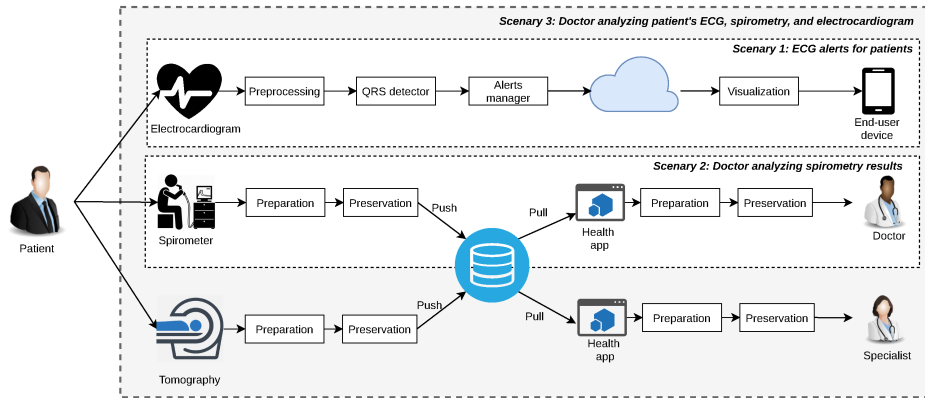 Scenary 3: Doctor analyzing patient's ECG, spirometry, and electrocardiogram
Scenary 1: ECG alerts for patients
Electrocardiogram
Preprocessing
QRS detector
Alerts
manager
Visualization
End-user
device
Scenary 2: Doctor analyzing spirometry results
Patient
Spirometer
Preparation
Preservation
Push
Pull
Health
app
Preparation
Preservation
Doctor
Tomography
Preparation
Preservation
Push
Pull
Health
app
Preparation
Preservation
Specialist